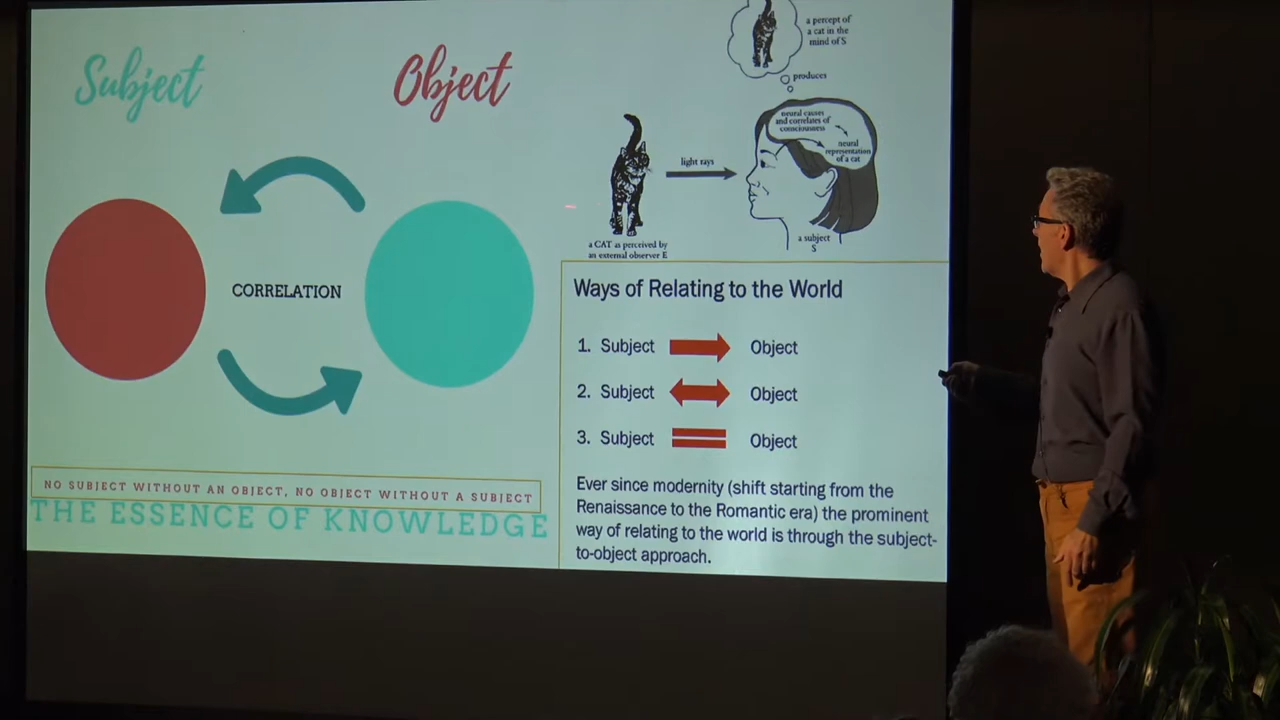 Subject
Object
CORRELATION
NO SUBJECT WITHOUT AN OBJECT, NO OBJECT WITHOUT A SUBJECT
THE ESSENCE OF KNOWLEDGE
a percept of
a cat in the
mind of S
produces
neural causes
and correlates of
consciousness
neural
representation
of a cat
light rays
a subject
S
a CAT as perceived by
an external observer E
Ways of Relating to the World
1. Subject Object
2. Subject Object
3. Subject Object
Ever since modernity (shift starting from the
Renaissance to the Romantic era) the prominent
way of relating to the world is through the subject-
to-object approach.